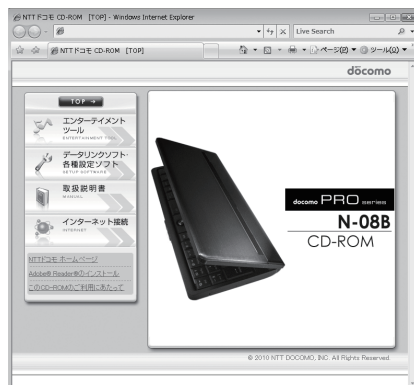 NTTドコモ CD-ROM [TOP] - Windows Internet Explorer
Live Search
NTTドコモ CD-ROM [TOP]
ページ(P) ツール(O)
döcomo
TOP
エンターテイメント
ツール
ENTERTAINMENT TOOL
データリンクソフト・
各種設定ソフト
SETUP SOFTWARE
取扱説明書
MANUAL
インターネット接続
INTERNET
NTTドコモ ホームページ
Adobe® Reader®のインストール
このCD-ROMのご利用にあたって
docomo PRO series
N-08B
CD-ROM
© 2010 NTT DOCOMO, INC. All Rights Reserved.